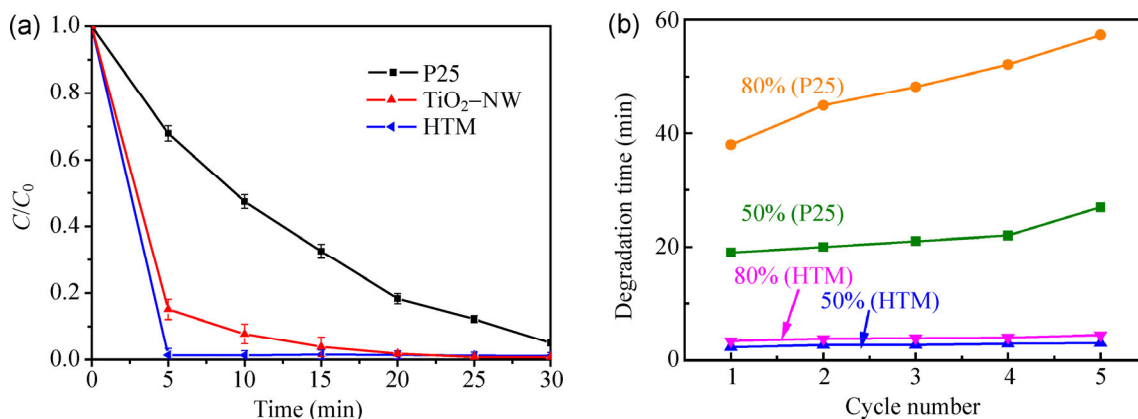 (a)
1.0
0.8
0.6
0.4
0.2
0.0
C/C₀
0
5
10
15
20
25
30
Time (min)
P25
TiO₂–NW
HTM
(b)
60
40
20
0
Degradation time (min)
80% (P25)
50% (P25)
80% (HTM)
50% (HTM)
1
2
3
4
5
Cycle number